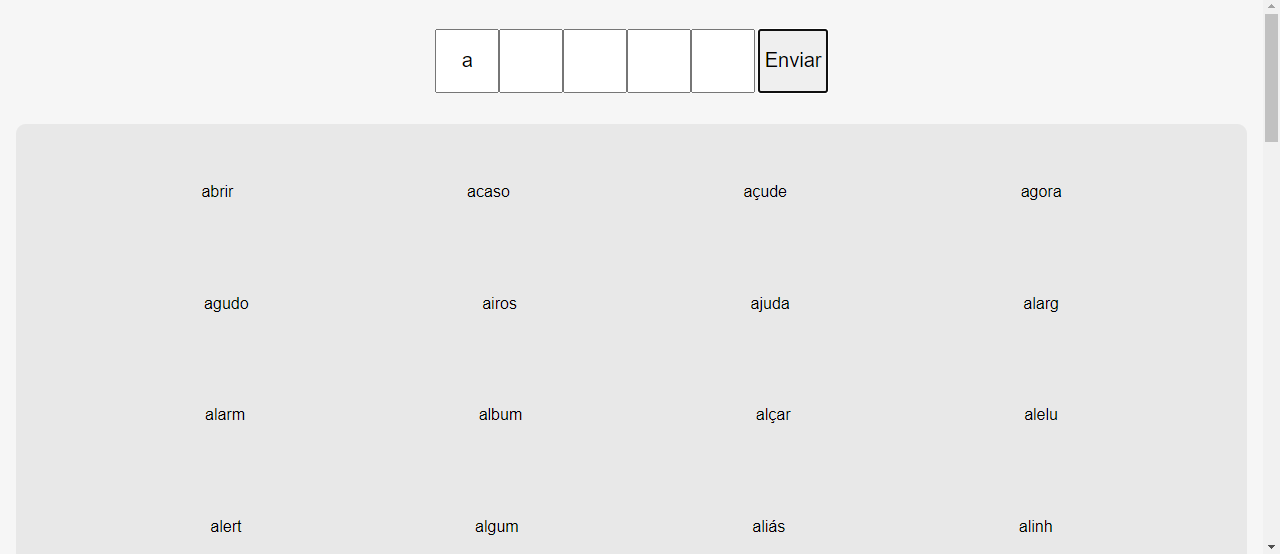 a Enviar
abrir acaso açude agora
agudo airos ajuda alarg
alarm album alçar alelu
alert algum aliás alinh